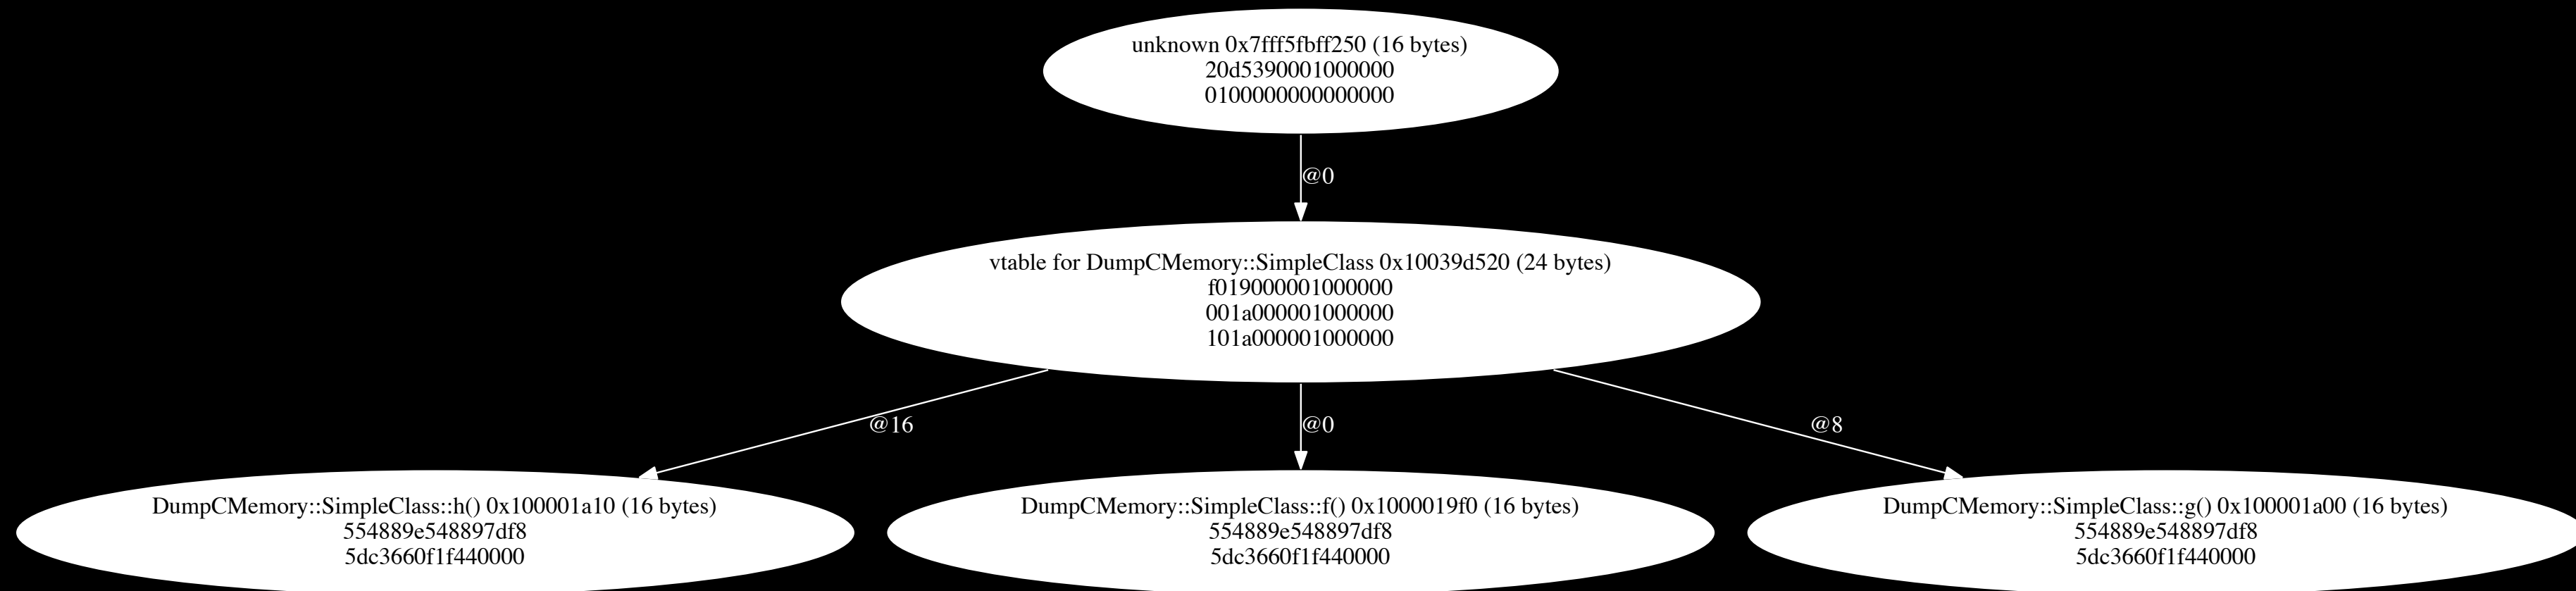 unknown 0x7fff5fbff250 (16 bytes)
20d5390001000000
0100000000000000
@0
vtable for DumpCMemory::SimpleClass 0x10039d520 (24 bytes)
f019000001000000
001a000001000000
101a000001000000
@16
@0
@8
DumpCMemory::SimpleClass::h() 0x100001a10 (16 bytes)
554889e548897df8
5dc3660f1f440000
DumpCMemory::SimpleClass::f() 0x1000019f0 (16 bytes)
554889e548897df8
5dc3660f1f440000
DumpCMemory::SimpleClass::g() 0x100001a00 (16 bytes)
554889e548897df8
5dc3660f1f440000